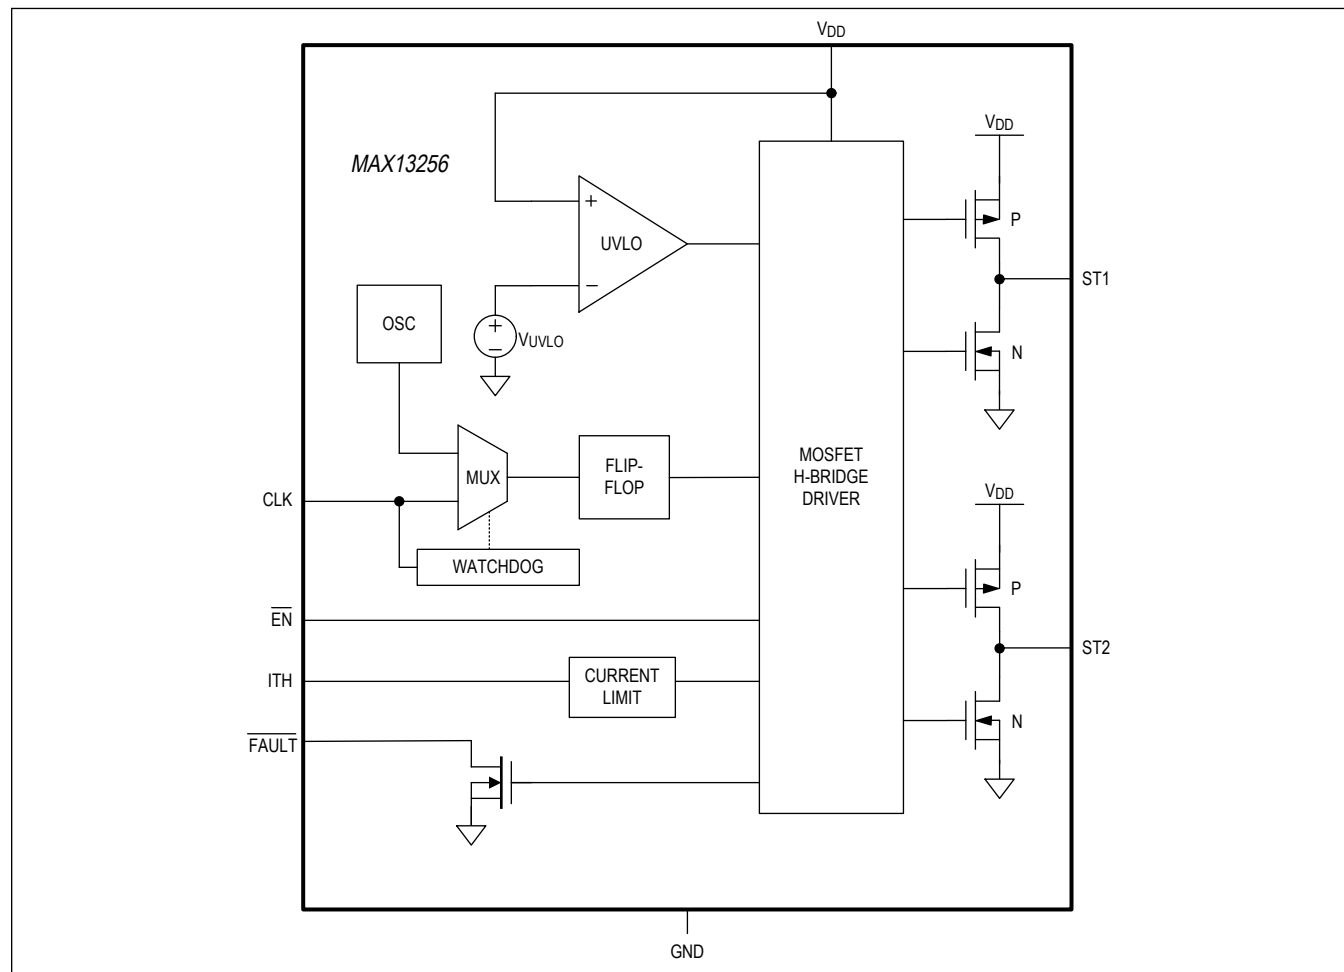 VDD
MAX13256
VDD
+
P
UVLO
ST1
−
OSC
+
−
VUVLO
N
MUX
FLIP-
FLOP
MOSFET
H-BRIDGE
DRIVER
CLK
VDD
WATCHDOG
P
EN
ST2
ITH
CURRENT
LIMIT
N
FAULT
GND